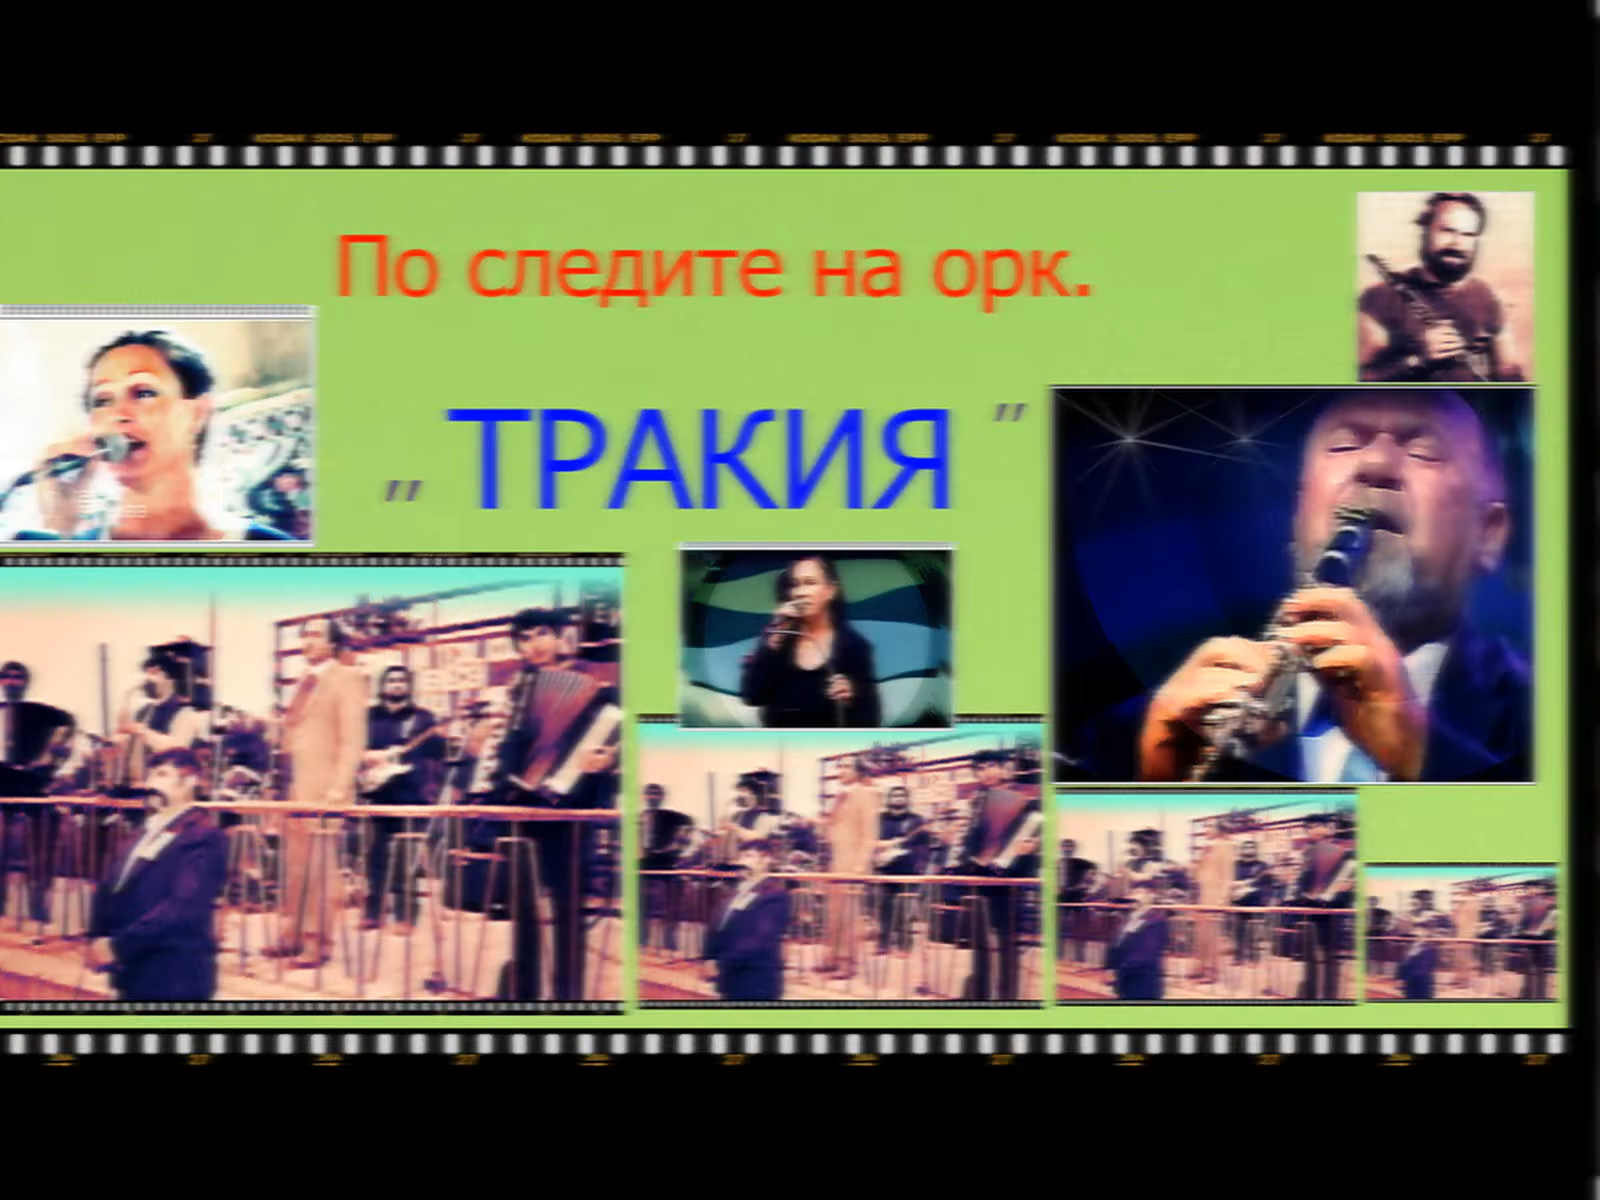 По следите на орк.
„ ТРАКИЯ ”